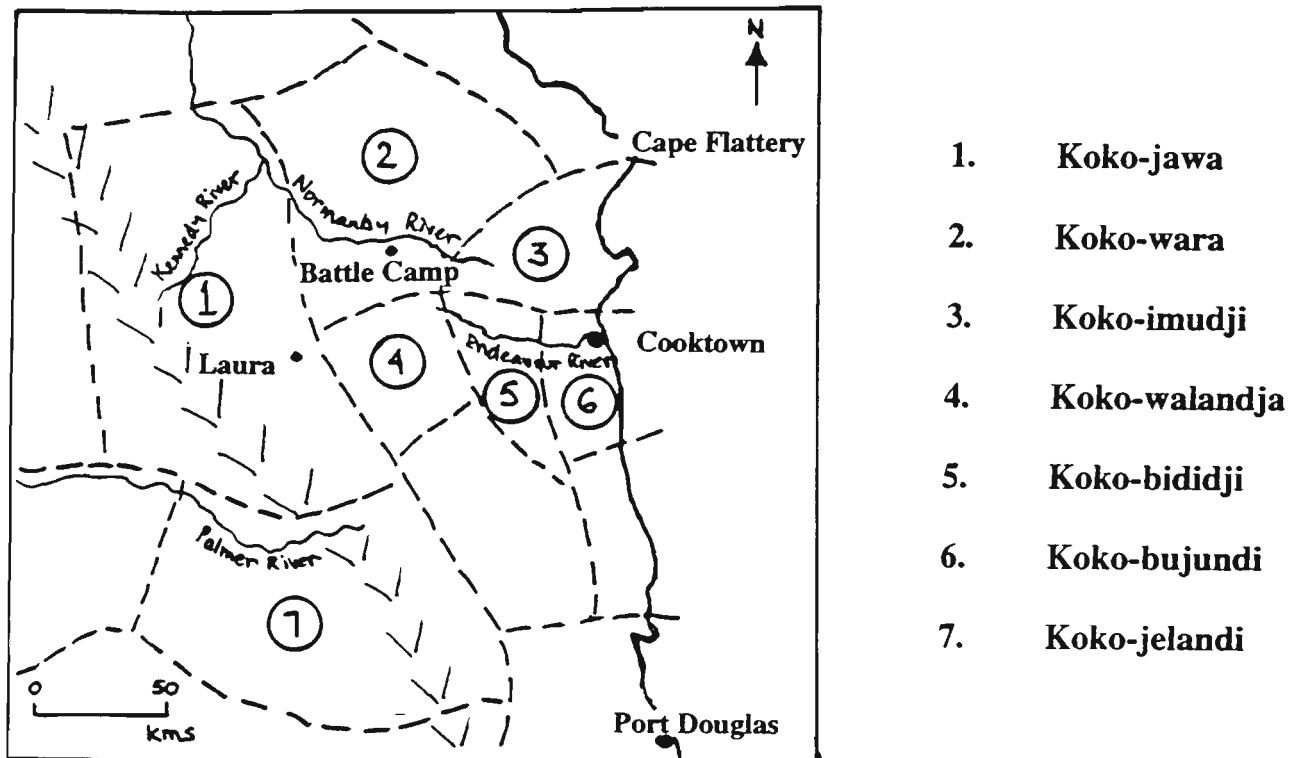 N
Cape Flattery
2
Kennedy River
Normanby River
3
Battle Camp
1
Cooktown
Laura
4
Endeavour River
5
6
Palmer River
7
0 50
kms
Port Douglas
1. Koko-jawa
2. Koko-wara
3. Koko-imudji
4. Koko-walandja
5. Koko-bididji
6. Koko-bujundi
7. Koko-jelandi